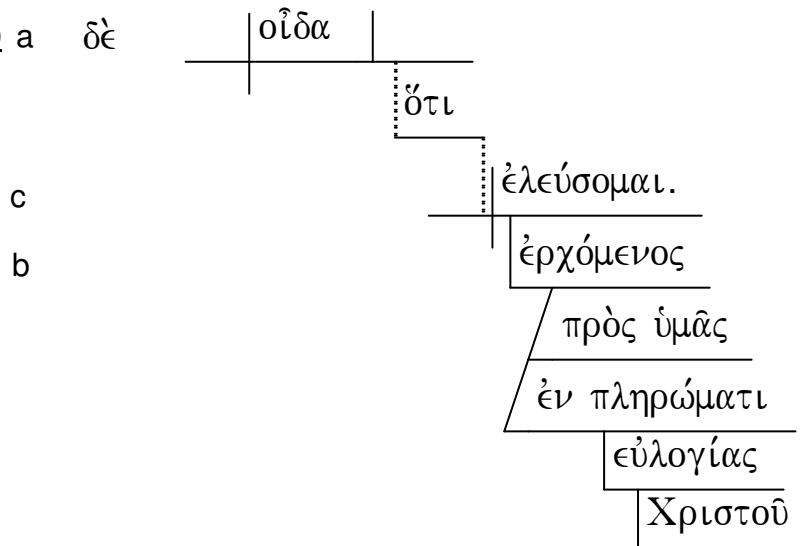 a δὲ οἶδα
ὅτι
c ἐλεύσομαι.
b ἐρχόμενος
πρὸς ὑμᾶς
ἐν πληρώματι
εὐλογίας
Χριστοῦ